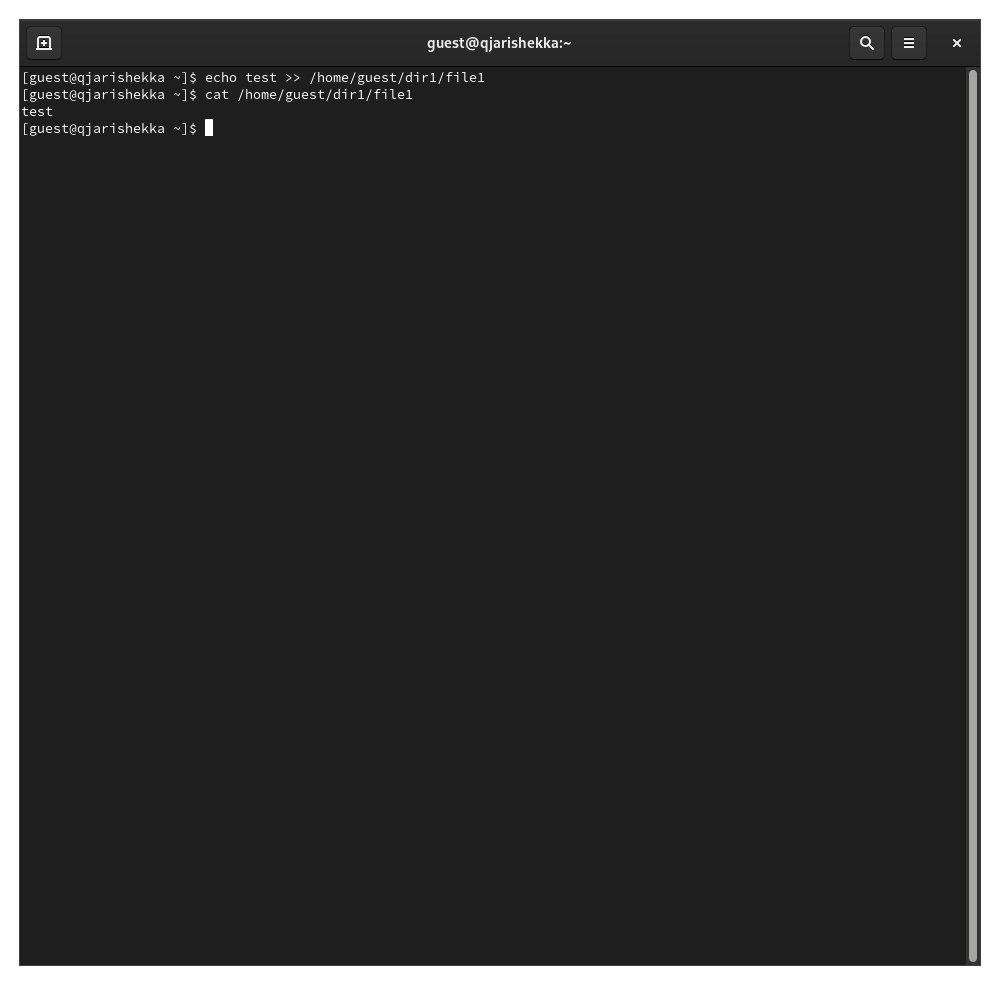 guest@qjarishekka:~
[guest@qjarishekka ~]$ echo test >> /home/guest/dir1/file1
[guest@qjarishekka ~]$ cat /home/guest/dir1/file1
test
[guest@qjarishekka ~]$